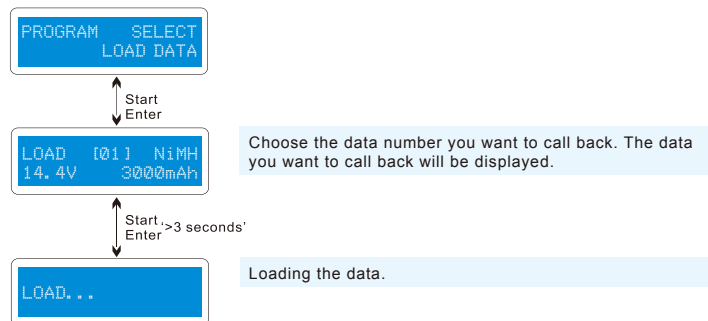 PROGRAM SELECT
LOAD DATA
Start
Enter
LOAD [01] NiMH
14.4V 3000mAh
Choose the data number you want to call back. The data
you want to call back will be displayed.
Start
Enter
‘>3 seconds’
LOAD...
Loading the data.